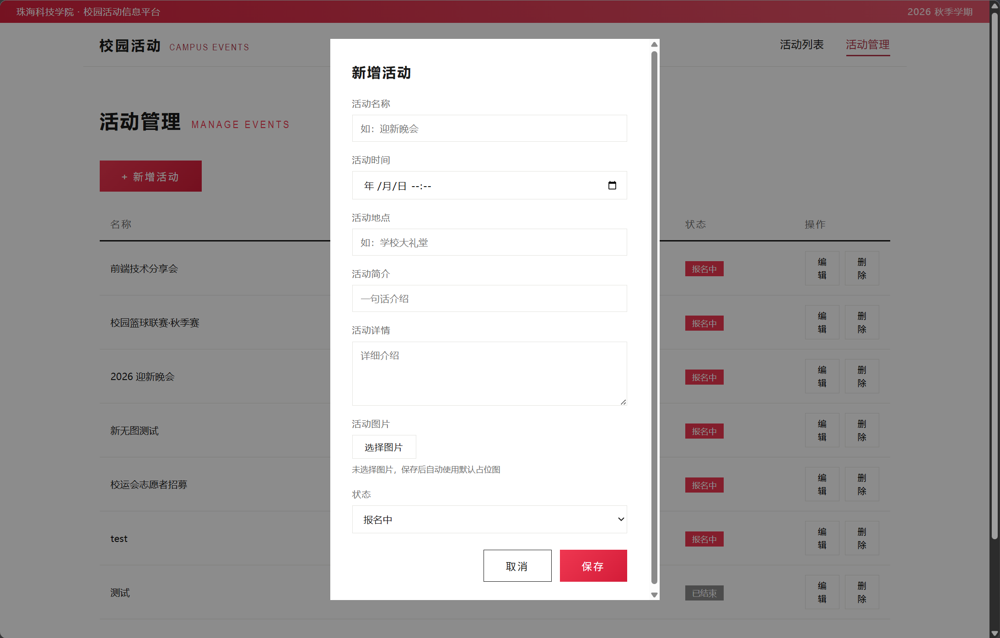 珠海科技学院 · 校园活动信息平台
2026 秋季学期
校园活动 CAMPUS EVENTS
活动列表
活动管理
活动管理 MANAGE EVENTS
+ 新增活动
名称
状态
操作
前端技术分享会
报名中
编辑
删除
校园篮球联赛·秋季赛
报名中
编辑
删除
2026 迎新晚会
报名中
编辑
删除
新无图测试
报名中
编辑
删除
校运会志愿者招募
报名中
编辑
删除
test
报名中
编辑
删除
测试
已结束
编辑
删除
新增活动
活动名称
如：迎新晚会
活动时间
年 /月/日 --:--
活动地点
如：学校大礼堂
活动简介
一句话介绍
活动详情
详细介绍
活动图片
选择图片
未选择图片，保存后自动使用默认占位图
状态
报名中
取消
保存